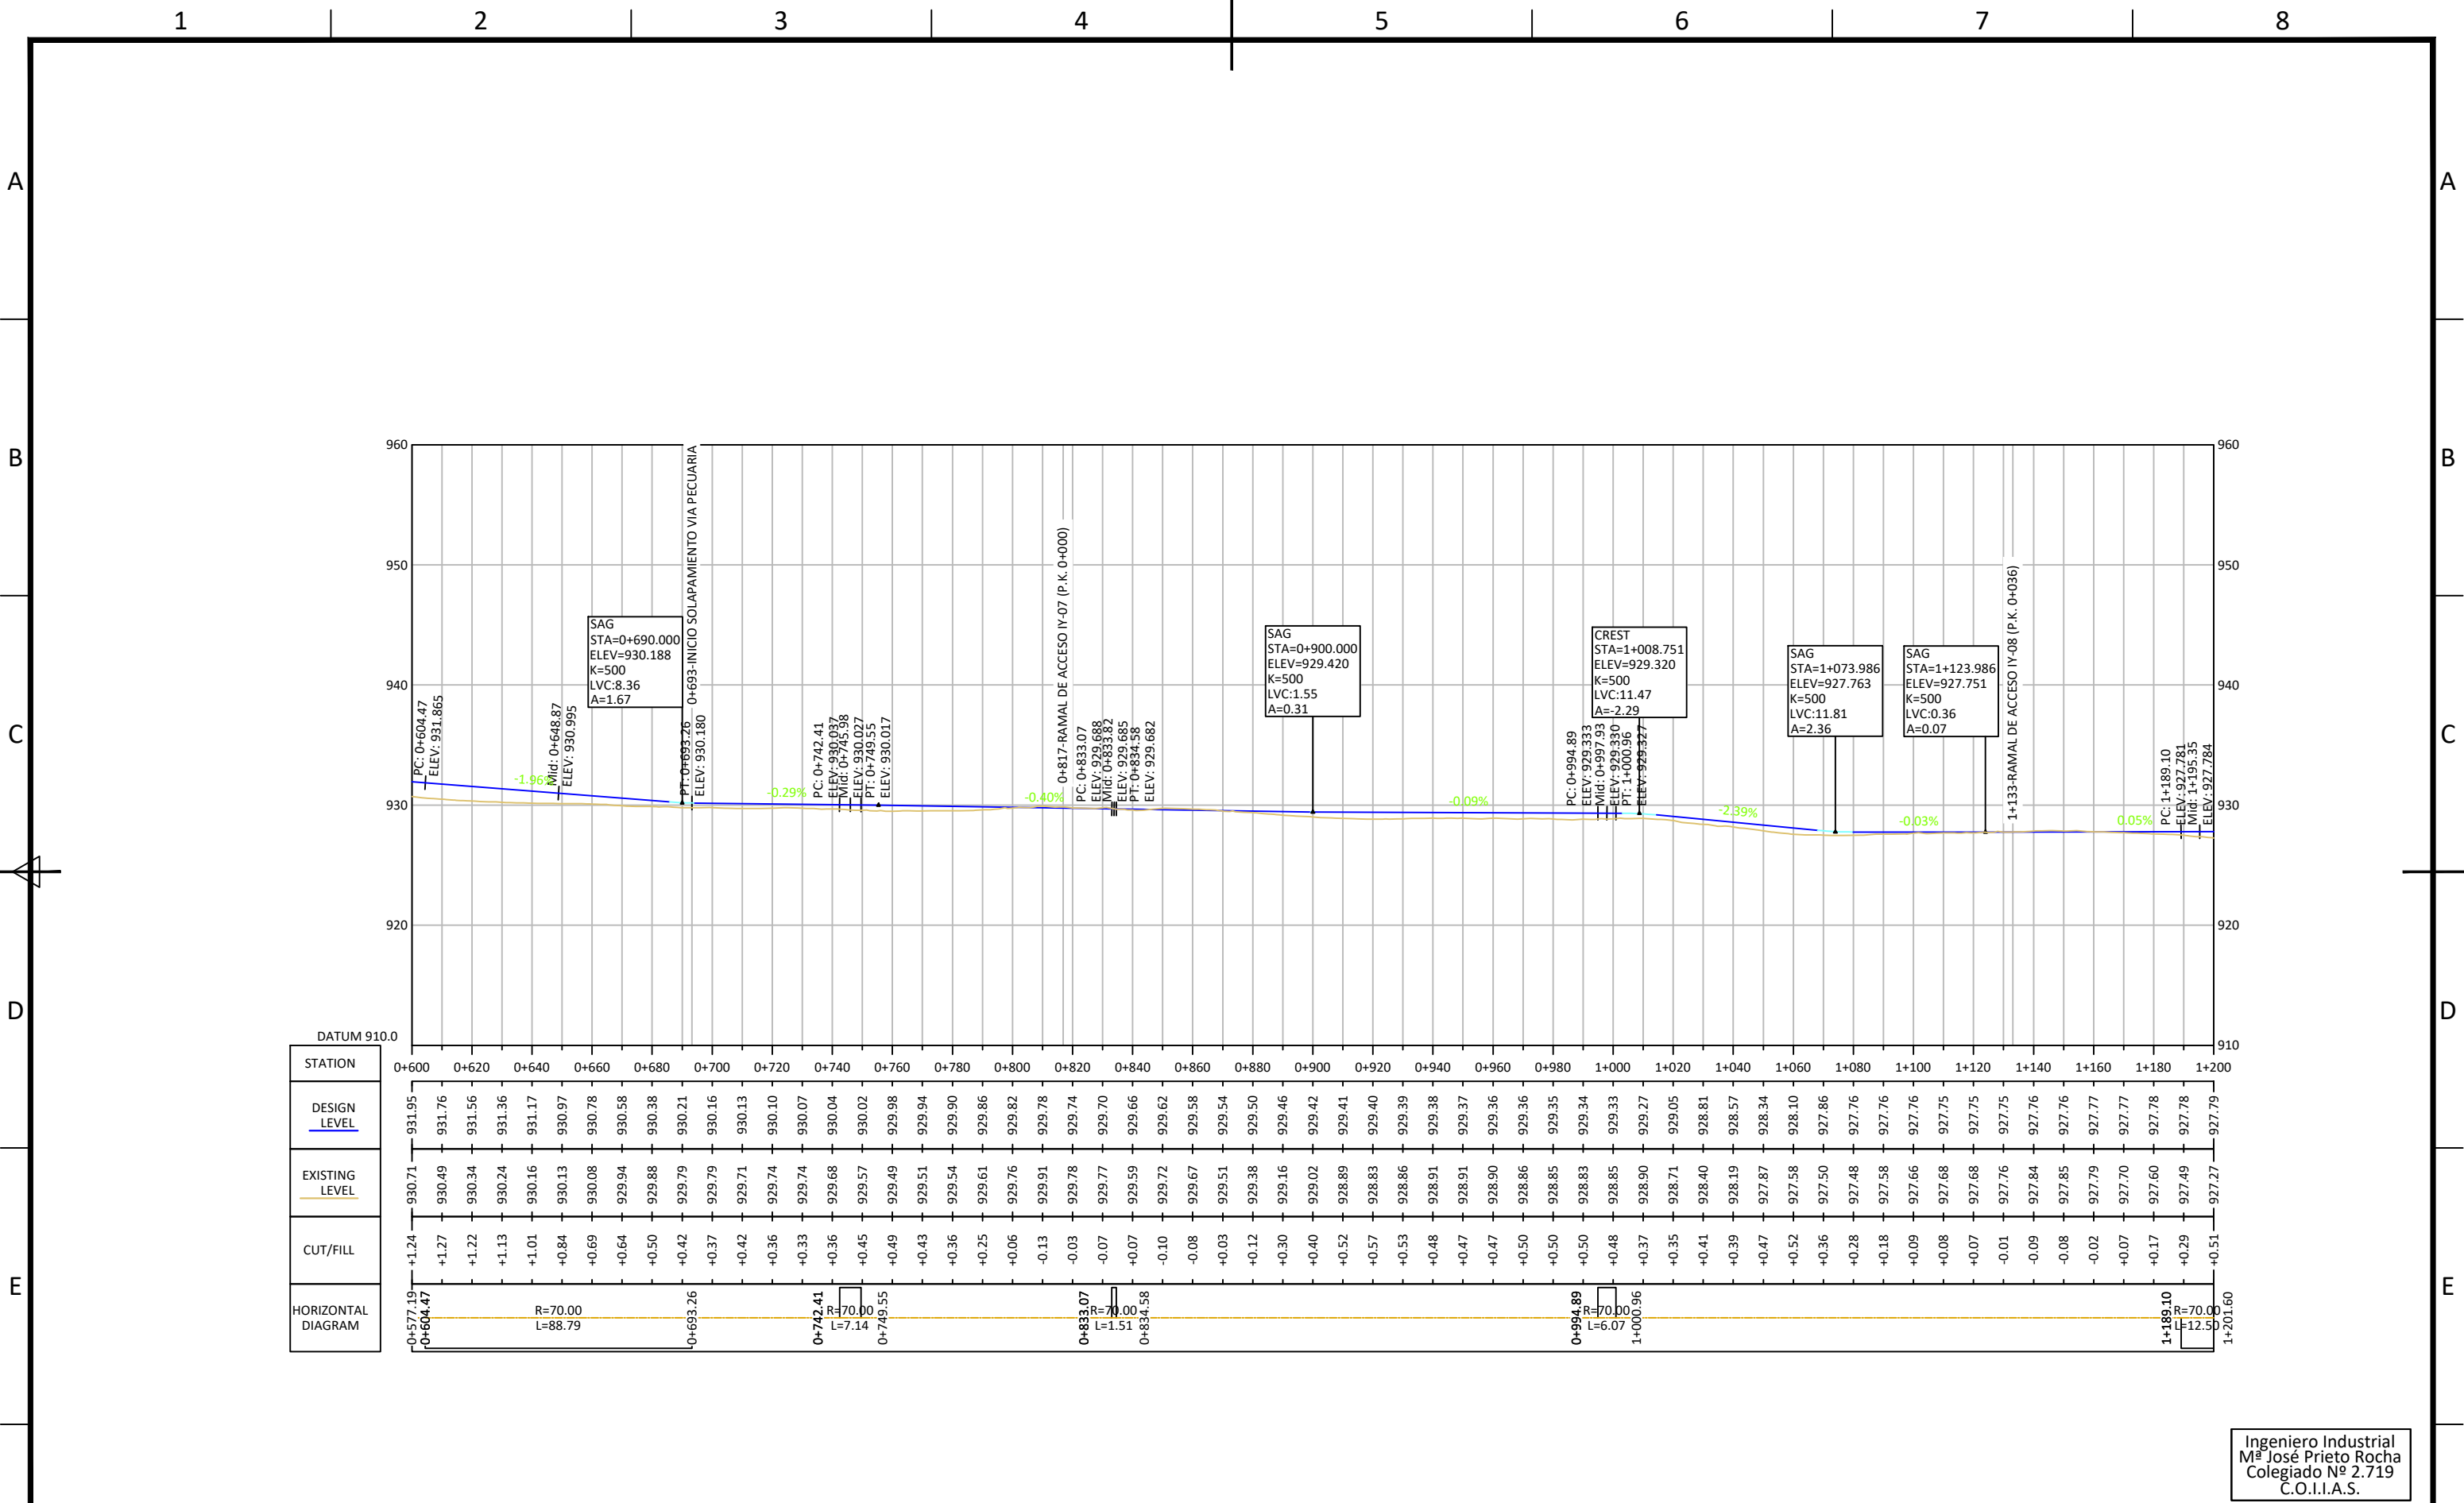 1 2 3 4 5 6 7 8
A A
B B
C C
D D
E E
960 960
950 950
940 940
930 930
920 920
910
DATUM 910.0
PC: 0+604.47
ELEV: 931.865
-1.96%
Mid: 0+648.87
ELEV: 930.995
SAG
STA=0+690.000
ELEV=930.188
K=500
LVC:8.36
A=1.67
PT: 0+693.26
ELEV: 930.180
0+693-INICIO SOLAPAMIENTO VIA PECUARIA
-0.29%
PC: 0+742.41
ELEV: 930.037
Mid: 0+745.98
ELEV: 930.027
PT: 0+749.55
ELEV: 930.017
-0.40%
0+817-RAMAL DE ACCESO IY-07 (P.K. 0+000)
PC: 0+833.07
ELEV: 929.688
Mid: 0+833.82
ELEV: 929.685
PT: 0+834.58
ELEV: 929.682
SAG
STA=0+900.000
ELEV=929.420
K=500
LVC:1.55
A=0.31
-0.09%
PC: 0+994.89
ELEV: 929.333
Mid: 0+997.93
ELEV: 929.330
PT: 1+000.96
ELEV: 929.327
CREST
STA=1+008.751
ELEV=929.320
K=500
LVC:11.47
A=-2.29
-2.39%
SAG
STA=1+073.986
ELEV=927.763
K=500
LVC:11.81
A=2.36
-0.03%
SAG
STA=1+123.986
ELEV=927.751
K=500
LVC:0.36
A=0.07
1+133-RAMAL DE ACCESO IY-08 (P.K. 0+036)
0.05%
PC: 1+189.10
ELEV: 927.781
Mid: 1+195.35
ELEV: 927.784
STATION 0+600 0+620 0+640 0+660 0+680 0+700 0+720 0+740 0+760 0+780 0+800 0+820 0+840 0+860 0+880 0+900 0+920 0+940 0+960 0+980 1+000 1+020 1+040 1+060 1+080 1+100 1+120 1+140 1+160 1+180 1+200
DESIGN
LEVEL
931.95 931.76 931.56 931.36 931.17 930.97 930.78 930.58 930.38 930.21 930.16 930.13 930.10 930.07 930.04 930.02 929.98 929.94 929.90 929.86 929.82 929.78 929.74 929.70 929.66 929.62 929.58 929.54 929.50 929.46 929.42 929.41 929.40 929.39 929.38 929.37 929.36 929.36 929.35 929.34 929.33 929.27 929.05 928.81 928.57 928.34 928.10 927.86 927.76 927.76 927.76 927.75 927.75 927.75 927.76 927.76 927.77 927.77 927.78 927.78 927.79
EXISTING
LEVEL
930.71 930.49 930.34 930.24 930.16 930.13 930.08 929.94 929.88 929.79 929.79 929.71 929.74 929.74 929.68 929.57 929.49 929.51 929.54 929.61 929.76 929.91 929.78 929.77 929.59 929.72 929.67 929.51 929.38 929.16 929.02 928.89 928.83 928.86 928.91 928.91 928.90 928.86 928.85 928.83 928.85 928.90 928.71 928.40 928.19 927.87 927.58 927.50 927.48 927.58 927.66 927.68 927.68 927.76 927.84 927.85 927.79 927.70 927.60 927.49 927.27
CUT/FILL
+1.24 +1.27 +1.22 +1.13 +1.01 +0.84 +0.69 +0.64 +0.50 +0.42 +0.37 +0.42 +0.36 +0.33 +0.36 +0.45 +0.49 +0.43 +0.36 +0.25 +0.06 -0.13 -0.03 -0.07 +0.07 -0.10 -0.08 +0.03 +0.12 +0.30 +0.40 +0.52 +0.57 +0.53 +0.48 +0.47 +0.47 +0.50 +0.50 +0.50 +0.48 +0.37 +0.35 +0.41 +0.39 +0.47 +0.52 +0.36 +0.28 +0.18 +0.09 +0.08 +0.07 -0.01 -0.09 -0.08 -0.02 +0.07 +0.17 +0.29 +0.51
HORIZONTAL
DIAGRAM
0+577.19
0+604.47
R=70.00
L=88.79
0+693.26
0+742.41
R=70.00
L=7.14
0+749.55
0+833.07
R=70.00
L=1.51
0+834.58
0+994.89
R=70.00
L=6.07
1+000.96
1+189.10
R=70.00
L=12.50
1+201.60
Ingeniero Industrial
Mª José Prieto Rocha
Colegiado Nº 2.719
C.O.I.I.A.S.